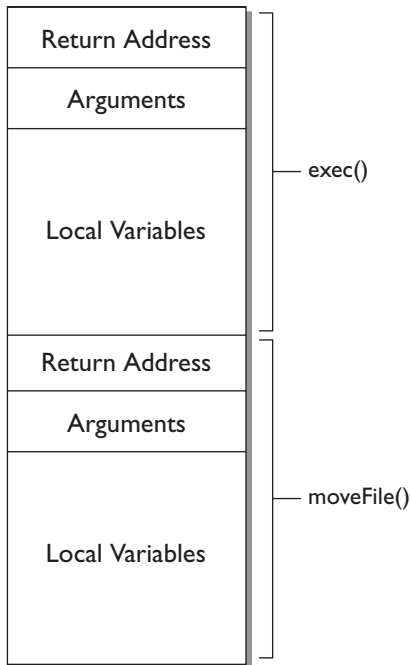 Return Address
Arguments
exec()
Local Variables
Return Address
Arguments
moveFile()
Local Variables